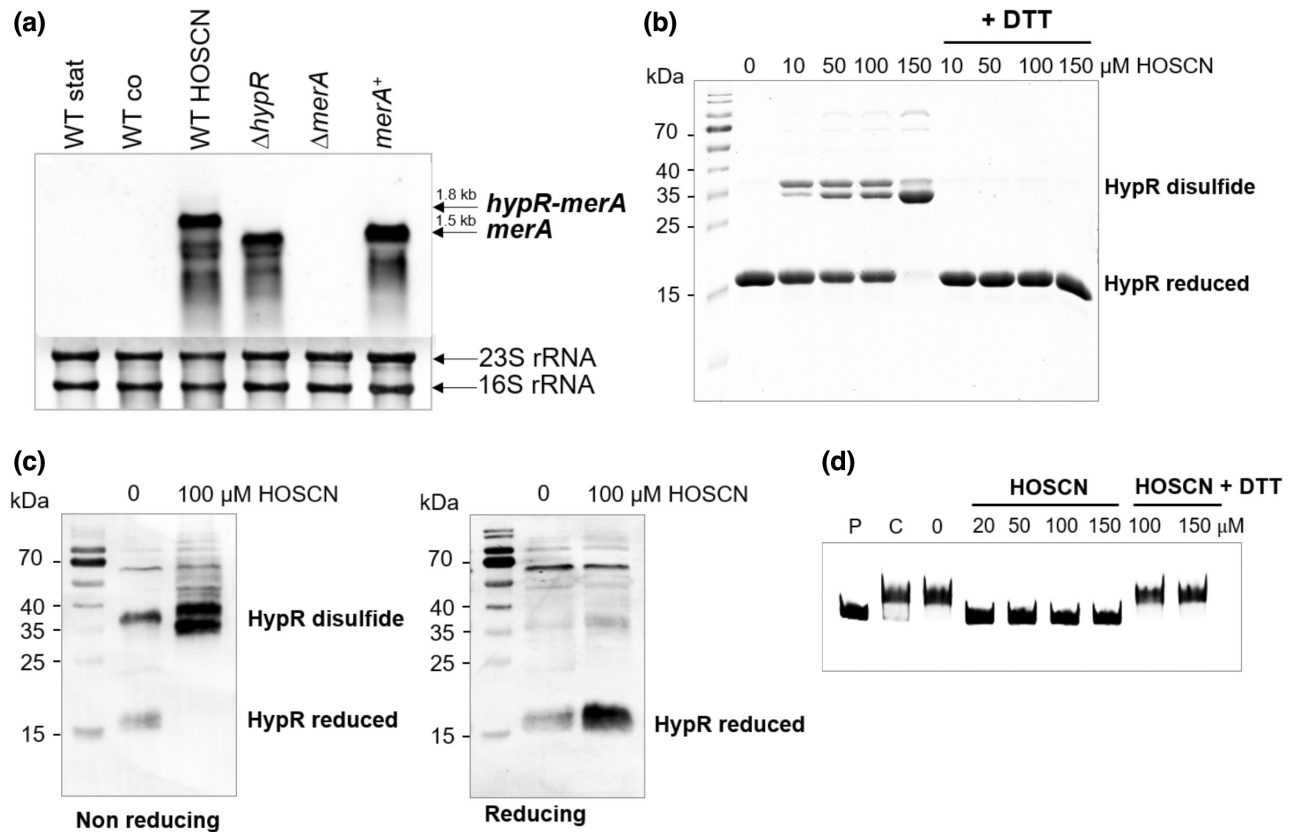 (a)
WT stat
WT co
WT HOSCN
ΔhypR
ΔmerA
merA⁺
1.8 kb
hypR-merA
1.5 kb
merA
23S rRNA
16S rRNA
(b)
+ DTT
0 10 50 100 150 10 50 100 150 µM HOSCN
kDa
70
40
35
25
15
HypR disulfide
HypR reduced
(c)
kDa
0 100 µM HOSCN
70
40
35
25
15
HypR disulfide
HypR reduced
Non reducing
kDa
0 100 µM HOSCN
70
40
35
25
15
HypR reduced
Reducing
(d)
HOSCN HOSCN + DTT
P C 0 20 50 100 150 100 150 µM